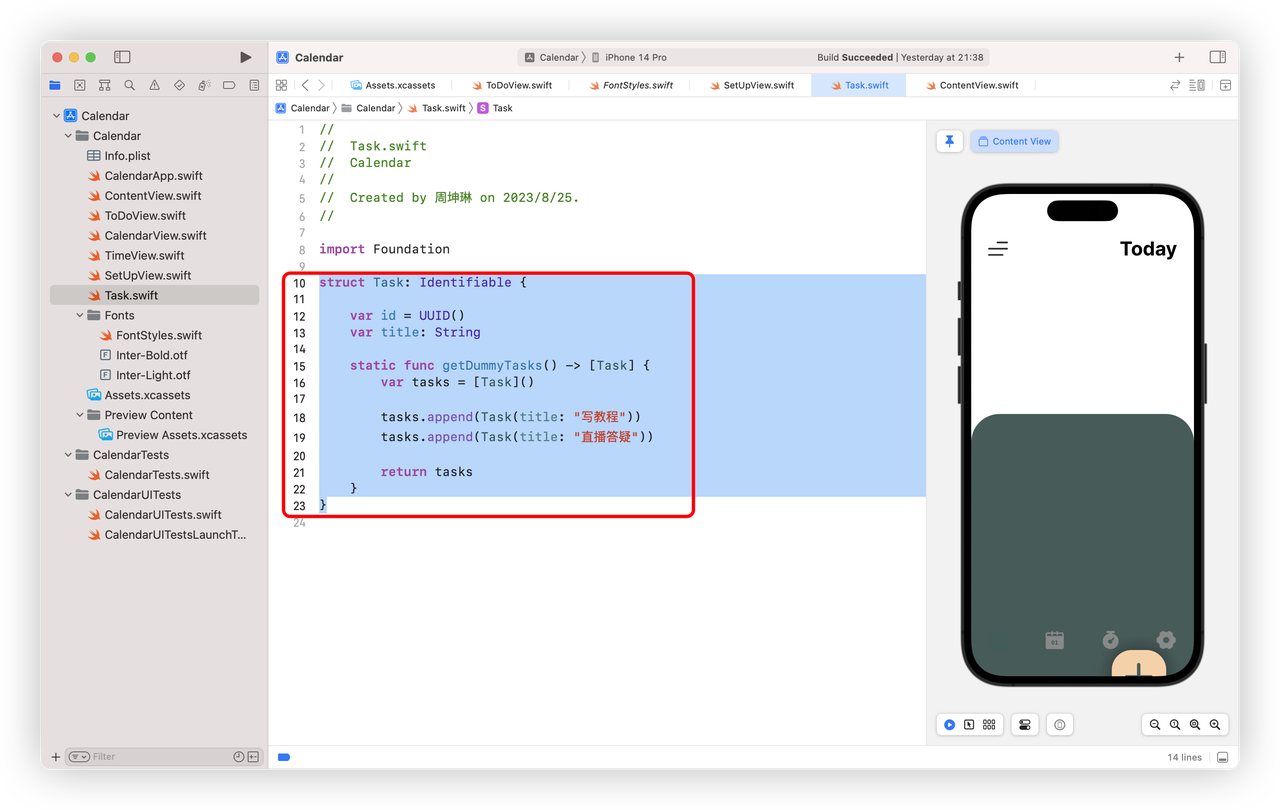 Calendar
Calendar 〉 iPhone 14 Pro
Build Succeeded | Yesterday at 21:38
Assets.xcassets
ToDoView.swift
FontStyles.swift
SetUpView.swift
Task.swift
ContentView.swift
Calendar 〉 Calendar 〉 Task.swift 〉 S Task
Calendar
Calendar
Info.plist
CalendarApp.swift
ContentView.swift
ToDoView.swift
CalendarView.swift
TimeView.swift
SetUpView.swift
Task.swift
Fonts
FontStyles.swift
Inter-Bold.otf
Inter-Light.otf
Assets.xcassets
Preview Content
Preview Assets.xcassets
CalendarTests
CalendarTests.swift
CalendarUITests
CalendarUITests.swift
CalendarUITestsLaunchT...
Filter
1 //
2 //  Task.swift
3 //  Calendar
4 //
5 //  Created by 周坤琳 on 2023/8/25.
6 //
7
8 import Foundation
9
10 struct Task: Identifiable {
11
12     var id = UUID()
13     var title: String
14
15     static func getDummyTasks() -> [Task] {
16         var tasks = [Task]()
17
18         tasks.append(Task(title: "写教程"))
19         tasks.append(Task(title: "直播答疑"))
20
21         return tasks
22     }
23 }
24
Content View
Today
01
14 lines